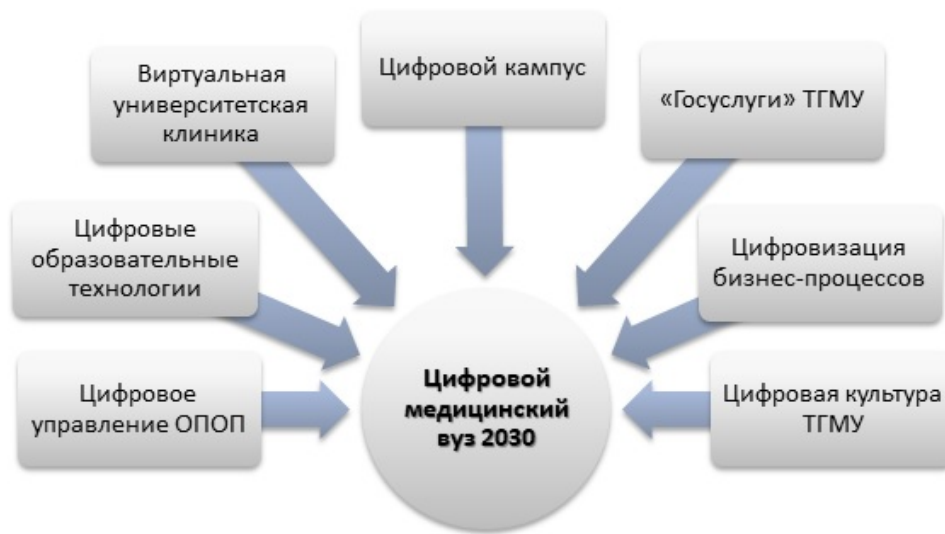 Цифровой кампус
Виртуальная
университетская
клиника
«Госуслуги» ТГМУ
Цифровые
образовательные
технологии
Цифровизация
бизнес-процессов
Цифровое
управление ОПОП
Цифровой
медицинский
вуз 2030
Цифровая культура
ТГМУ